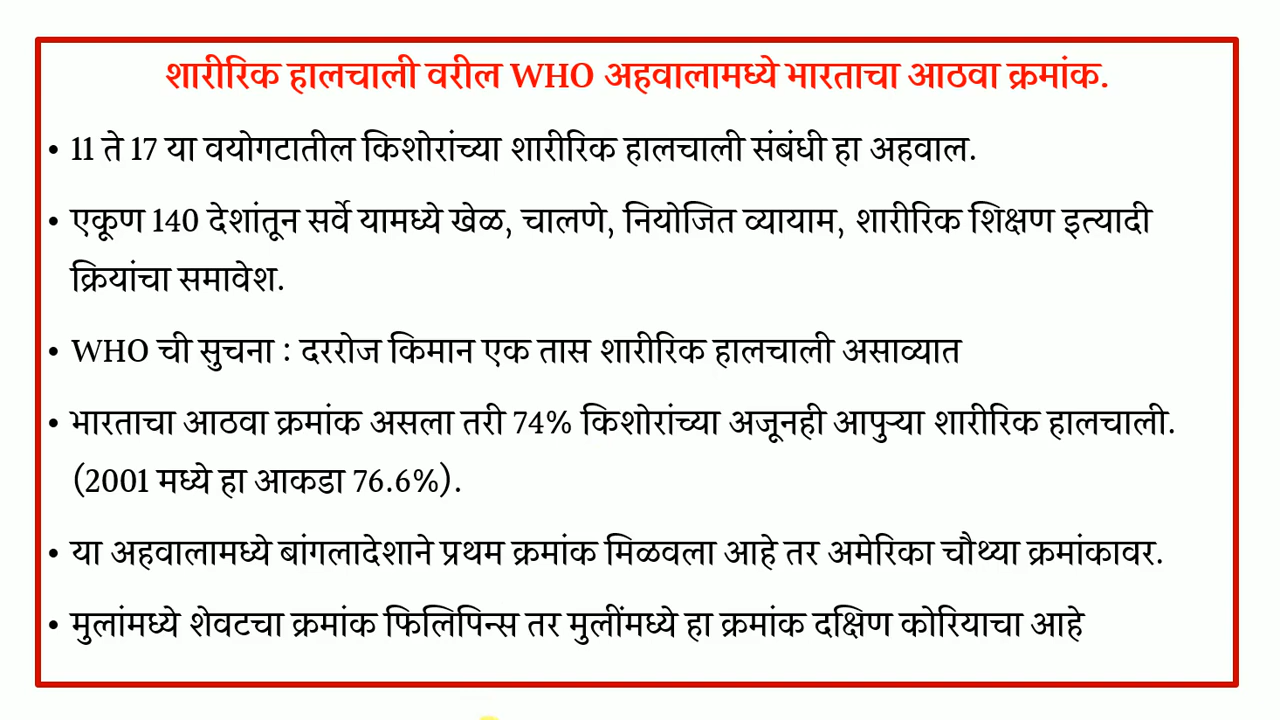 शारीरिक हालचाली वरील WHO अहवालामध्ये भारताचा आठवा क्रमांक.
• 11 ते 17 या वयोगटातील किशोरांच्या शारीरिक हालचाली संबंधी हा अहवाल.
• एकूण 140 देशांतून सर्वे यामध्ये खेळ, चालणे, नियोजित व्यायाम, शारीरिक शिक्षण इत्यादी
क्रियांचा समावेश.
• WHO ची सुचना : दररोज किमान एक तास शारीरिक हालचाली असाव्यात
• भारताचा आठवा क्रमांक असला तरी 74% किशोरांच्या अजूनही आपुऱ्या शारीरिक हालचाली.
(2001 मध्ये हा आकडा 76.6%).
• या अहवालामध्ये बांगलादेशाने प्रथम क्रमांक मिळवला आहे तर अमेरिका चौथ्या क्रमांकावर.
• मुलांमध्ये शेवटचा क्रमांक फिलिपिन्स तर मुलींमध्ये हा क्रमांक दक्षिण कोरियाचा आहे